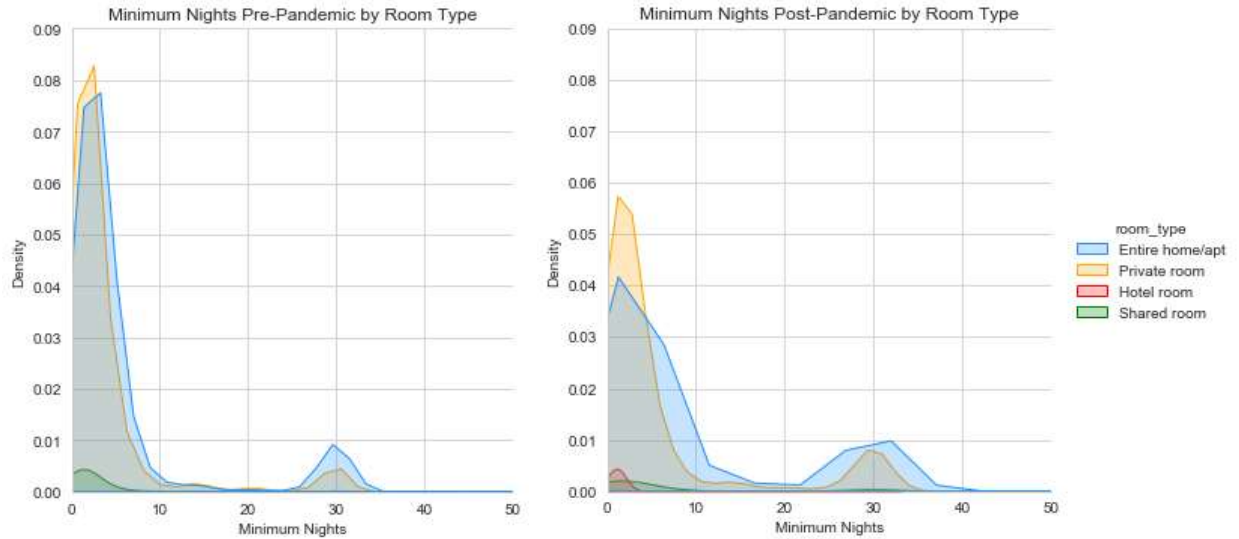 Minimum Nights Pre-Pandemic by Room Type
0.09
0.08
0.07
0.06
0.05
0.04
0.03
0.02
0.01
0.00
Density
0 10 20 30 40 50
Minimum Nights
Minimum Nights Post-Pandemic by Room Type
0.09
0.08
0.07
0.06
0.05
0.04
0.03
0.02
0.01
0.00
Density
0 10 20 30 40 50
Minimum Nights
room_type
Entire home/apt
Private room
Hotel room
Shared room